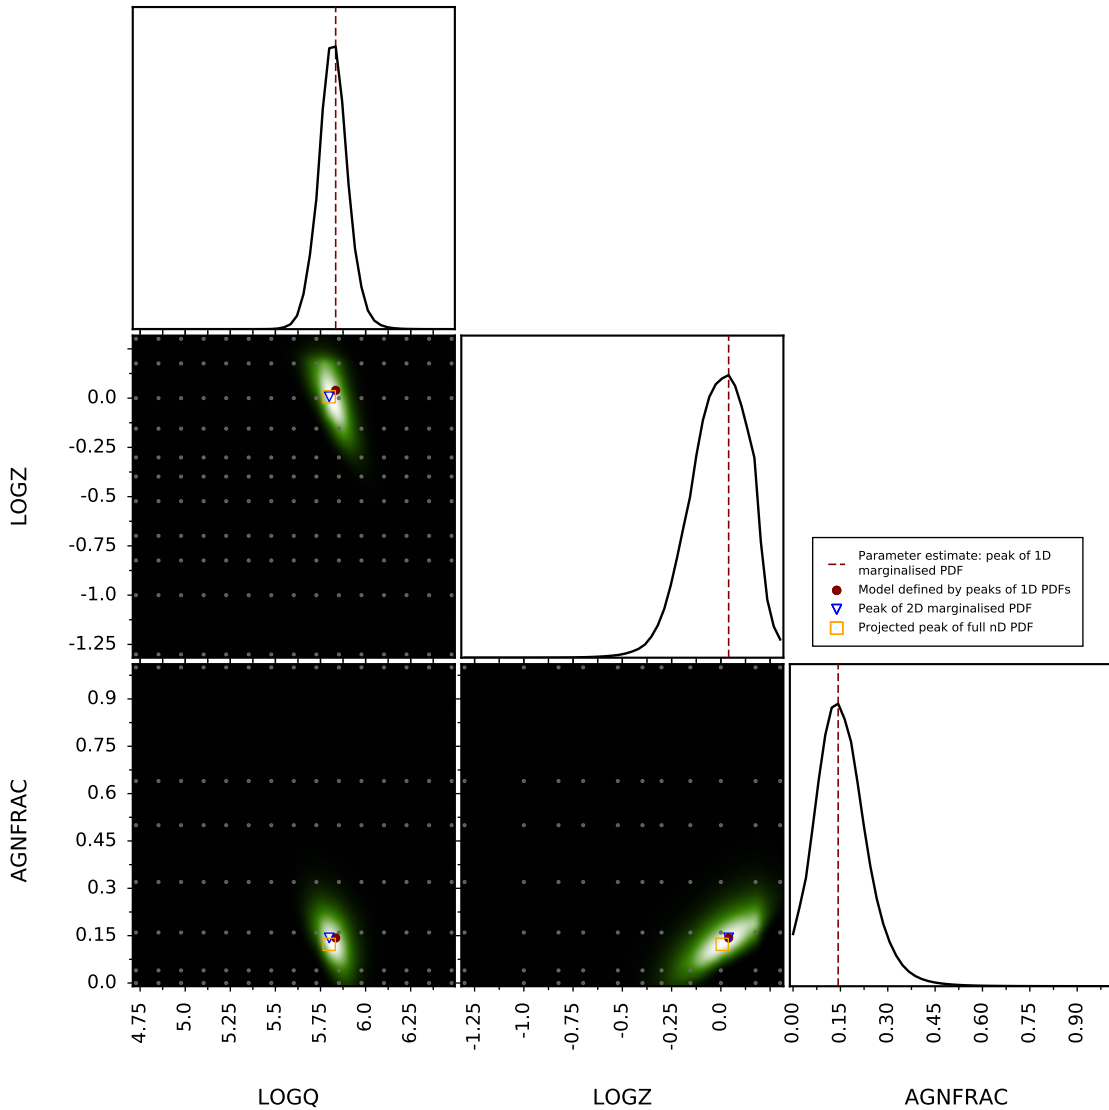 0.0
-0.25
-0.5
-0.75
-1.0
-1.25
LOGZ
Parameter estimate: peak of 1D
marginalised PDF
Model defined by peaks of 1D PDFs
Peak of 2D marginalised PDF
Projected peak of full nD PDF
0.9
0.75
0.6
0.45
0.3
0.15
0.0
AGNFRAC
4.75 5.0 5.25 5.5 5.75 6.0 6.25
-1.25 -1.0 -0.75 -0.5 -0.25 0.0
0.00 0.15 0.30 0.45 0.60 0.75 0.90
LOGQ
LOGZ
AGNFRAC